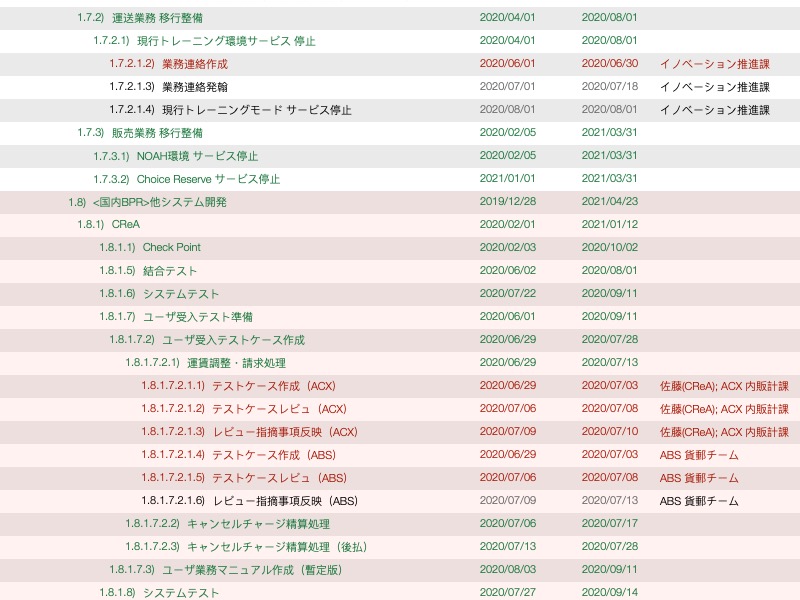 1.7.2) 運送業務 移行整備 2020/04/01 2020/08/01
1.7.2.1) 現行トレーニング環境サービス 停止 2020/04/01 2020/08/01
1.7.2.1.2) 業務連絡作成 2020/06/01 2020/06/30 イノベーション推進課
1.7.2.1.3) 業務連絡発翰 2020/07/01 2020/07/18 イノベーション推進課
1.7.2.1.4) 現行トレーニングモード サービス停止 2020/08/01 2020/08/01 イノベーション推進課
1.7.3) 販売業務 移行整備 2020/02/05 2021/03/31
1.7.3.1) NOAH環境 サービス停止 2020/02/05 2021/03/31
1.7.3.2) Choice Reserve サービス停止 2021/01/01 2021/03/31
1.8) <国内BPR>他システム開発 2019/12/28 2021/04/23
1.8.1) CReA 2020/02/01 2021/01/12
1.8.1.1) Check Point 2020/02/03 2020/10/02
1.8.1.5) 結合テスト 2020/06/02 2020/08/01
1.8.1.6) システムテスト 2020/07/22 2020/09/11
1.8.1.7) ユーザ受入テスト準備 2020/06/01 2020/09/11
1.8.1.7.2) ユーザ受入テストケース作成 2020/06/29 2020/07/28
1.8.1.7.2.1) 運賃調整・請求処理 2020/06/29 2020/07/13
1.8.1.7.2.1.1) テストケース作成（ACX) 2020/06/29 2020/07/03 佐藤(CReA); ACX 内販計課
1.8.1.7.2.1.2) テストケースレビュ（ACX) 2020/07/06 2020/07/08 佐藤(CReA); ACX 内販計課
1.8.1.7.2.1.3) レビュー指摘事項反映（ACX) 2020/07/09 2020/07/10 佐藤(CReA); ACX 内販計課
1.8.1.7.2.1.4) テストケース作成（ABS) 2020/06/29 2020/07/03 ABS 貨郵チーム
1.8.1.7.2.1.5) テストケースレビュ（ABS) 2020/07/06 2020/07/08 ABS 貨郵チーム
1.8.1.7.2.1.6) レビュー指摘事項反映（ABS) 2020/07/09 2020/07/13 ABS 貨郵チーム
1.8.1.7.2.2) キャンセルチャージ精算処理 2020/07/06 2020/07/17
1.8.1.7.2.3) キャンセルチャージ精算処理（後払） 2020/07/13 2020/07/28
1.8.1.7.3) ユーザ業務マニュアル作成（暫定版） 2020/08/03 2020/09/11
1.8.1.8) システムテスト 2020/07/27 2020/09/14